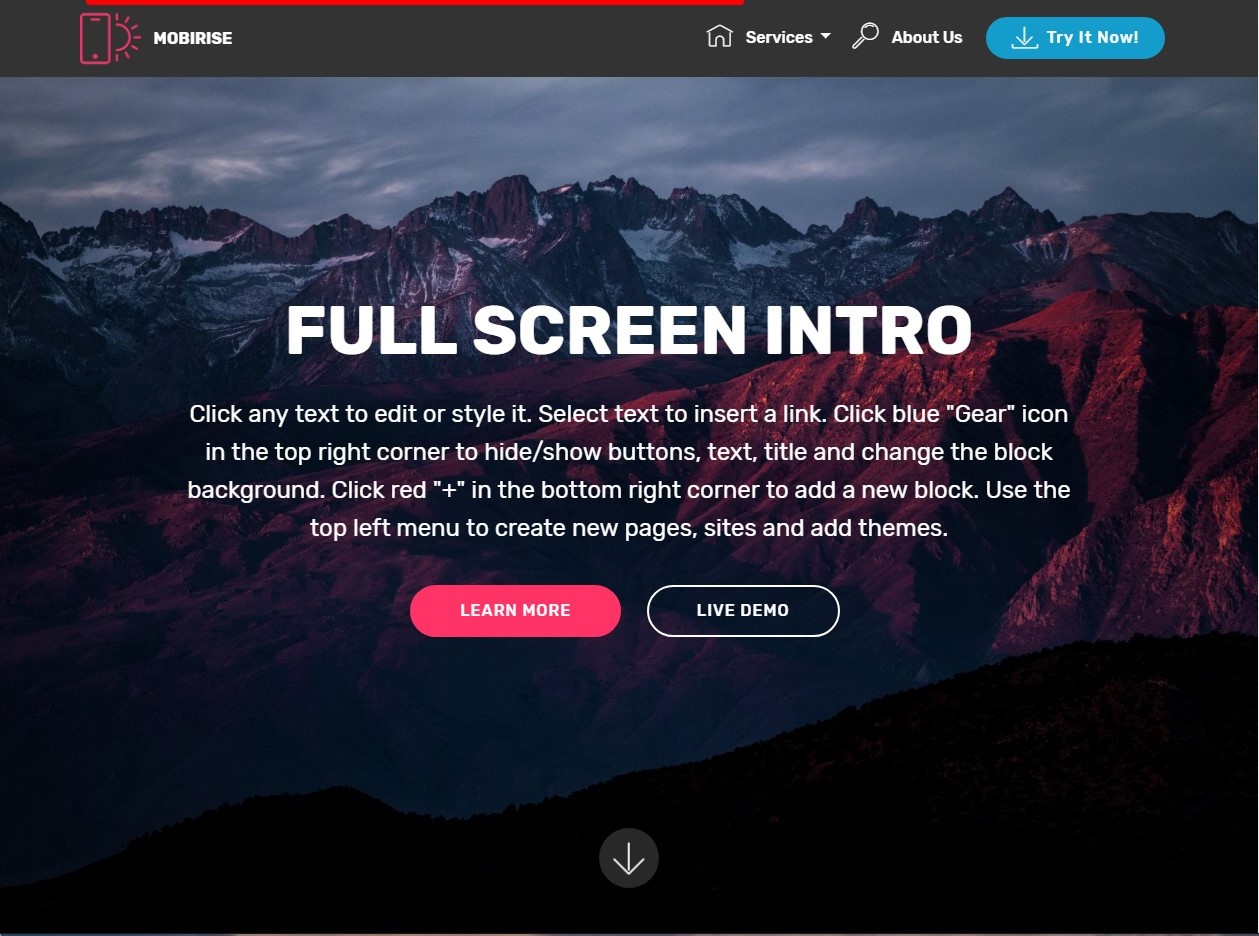 MOBIRISE
Services
About Us
Try It Now!
FULL SCREEN INTRO
Click any text to edit or style it. Select text to insert a link. Click blue "Gear" icon
in the top right corner to hide/show buttons, text, title and change the block
background. Click red "+" in the bottom right corner to add a new block. Use the
top left menu to create new pages, sites and add themes.
LEARN MORE
LIVE DEMO